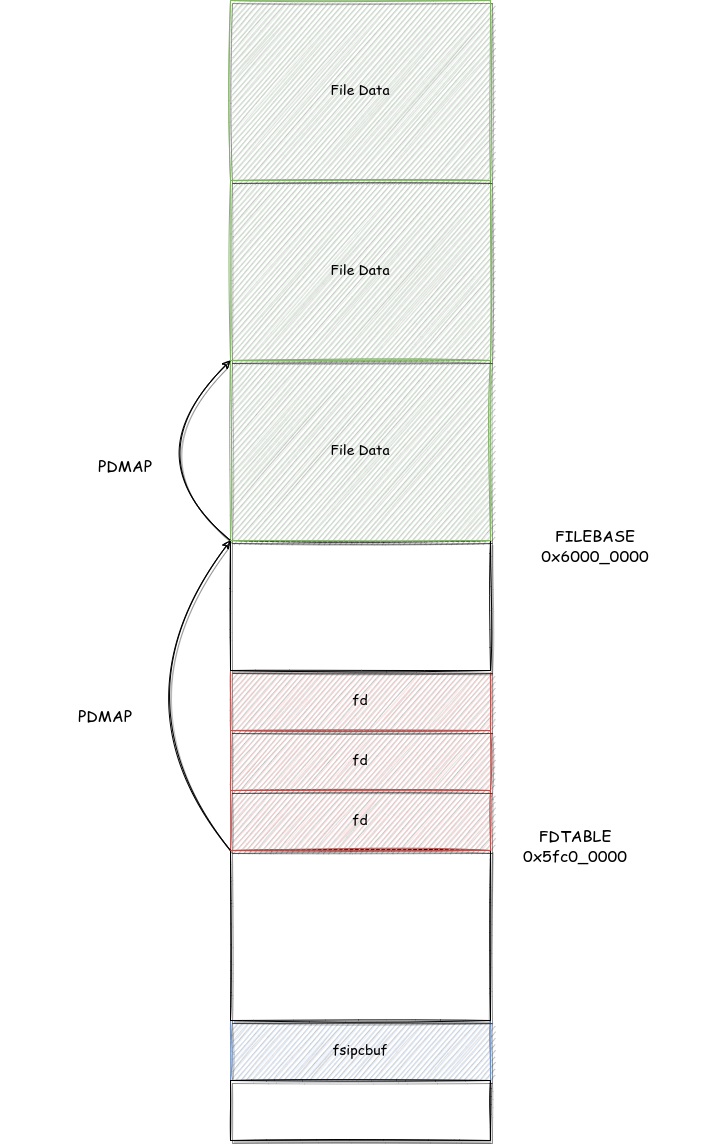 File Data
File Data
File Data
PDMAP
FILEBASE
0x6000_0000
fd
PDMAP
fd
fd
FDTABLE
0x5fc0_0000
fsipcbuf